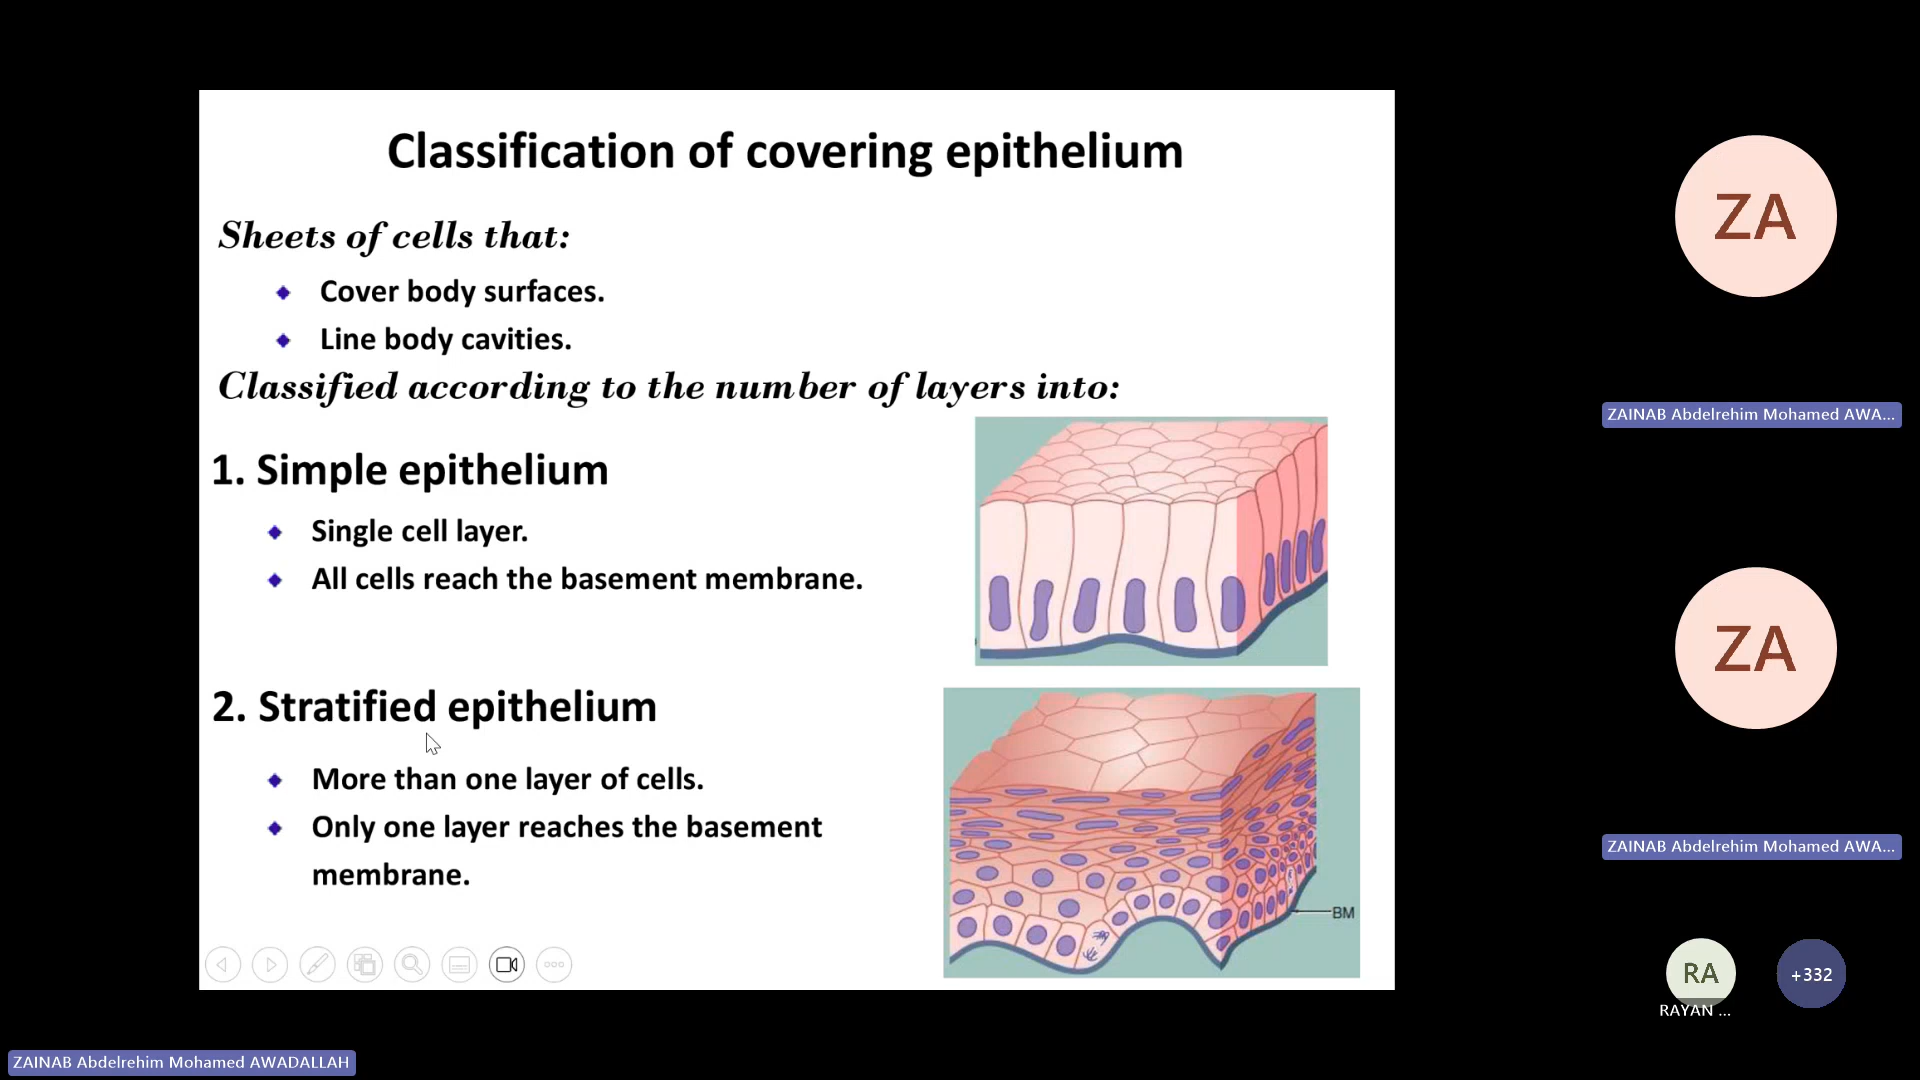 Classification of covering epithelium
Sheets of cells that:
Cover body surfaces.
Line body cavities.
Classified according to the number of layers into:
1. Simple epithelium
Single cell layer.
All cells reach the basement membrane.
2. Stratified epithelium
More than one layer of cells.
Only one layer reaches the basement
membrane.
BM
ZA
ZAINAB Abdelrehim Mohamed AWA...
ZA
ZAINAB Abdelrehim Mohamed AWA...
RA
RAYAN ...
+332
ZAINAB Abdelrehim Mohamed AWADALLAH